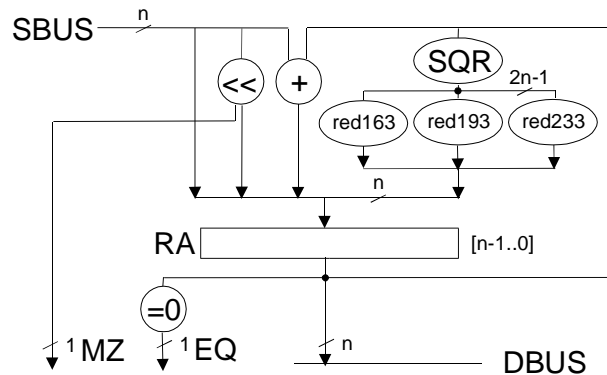 n
SBUS
SQR
<<
+
2n-1
red163
red193
red233
n
RA
[n-1..0]
=0
1
MZ
1
EQ
n
DBUS